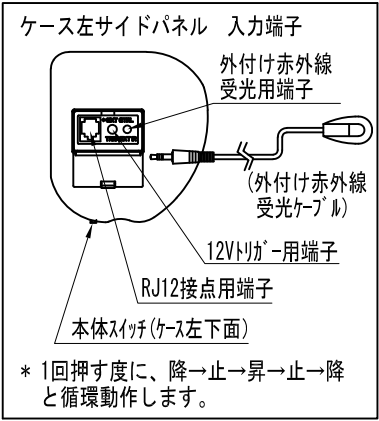 ケース左サイドパネル　入力端子
外付け赤外線
受光用端子
(外付け赤外線
受光ケーブル)
12Vトリガー用端子
RJ12接点用端子
本体スイッチ(ケース左下面)
* 1回押す度に、降→止→昇→止→降
と循環動作します。